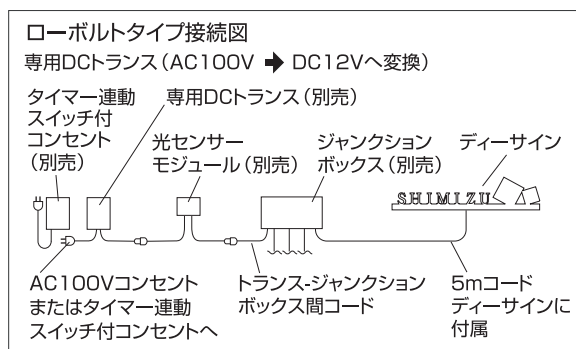 ローボルトタイプ接続図
専用DCトランス(AC100V ➡ DC12Vへ変換)
タイマー連動
スイッチ付
コンセント
(別売)
専用DCトランス(別売)
光センサー
モジュール(別売)
ジャンクション
ボックス(別売)
ディーサイン
SHIMIZU
AC100Vコンセント
またはタイマー連動
スイッチ付コンセントへ
トランス-ジャンクション
ボックス間コード
5mコード
ディーサインに
付属